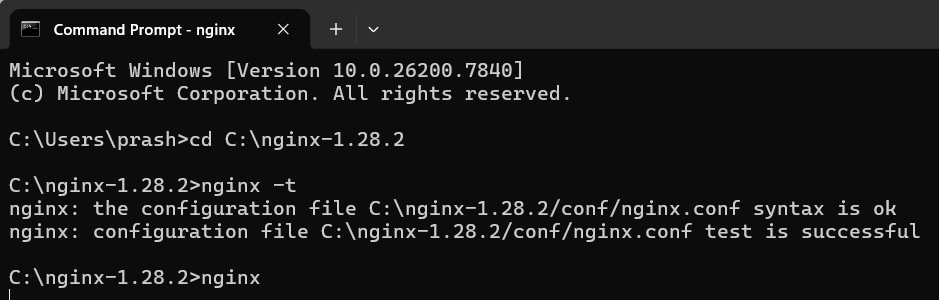 Command Prompt - nginx
Microsoft Windows [Version 10.0.26200.7840]
(c) Microsoft Corporation. All rights reserved.
C:\Users\prash>cd C:\nginx-1.28.2
C:\nginx-1.28.2>nginx -t
nginx: the configuration file C:\nginx-1.28.2/conf/nginx.conf syntax is ok
nginx: configuration file C:\nginx-1.28.2/conf/nginx.conf test is successful
C:\nginx-1.28.2>nginx